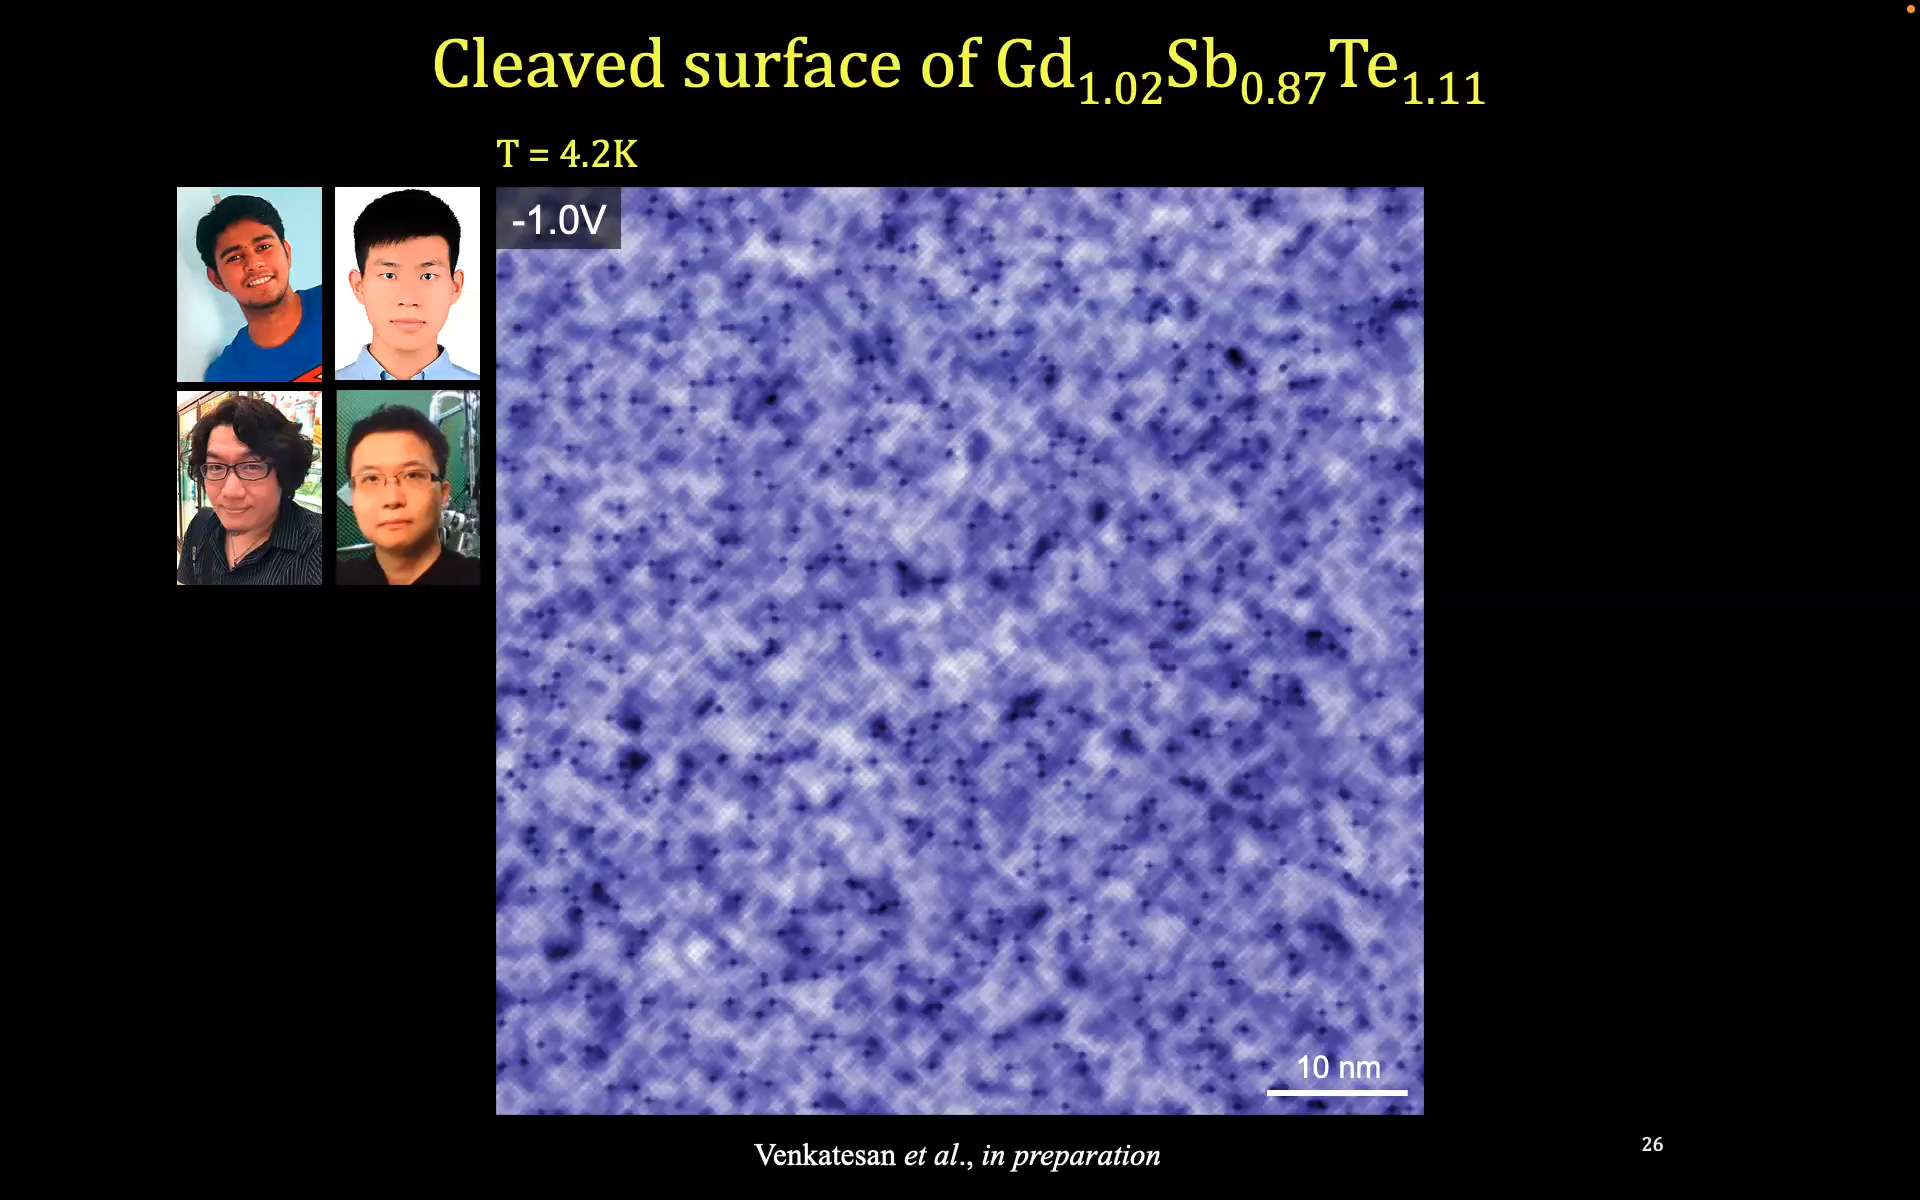 Cleaved surface of Gd1.02Sb0.87Te1.11
T = 4.2K
-1.0V
10 nm
Venkatesan et al., in preparation
26